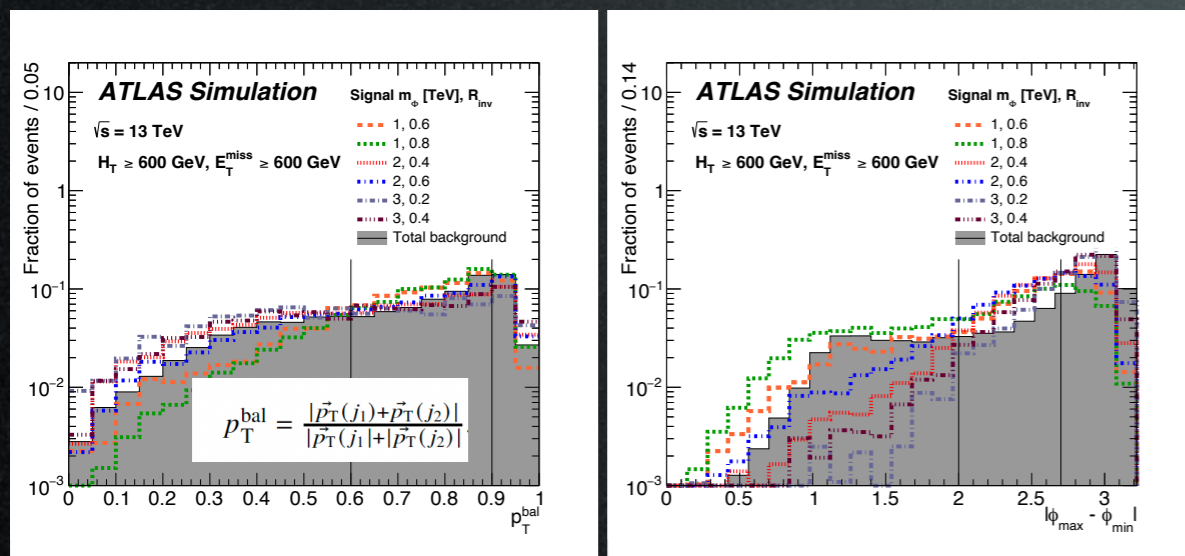 ATLAS Simulation
√s = 13 TeV
H_T ≥ 600 GeV, E_T^miss ≥ 600 GeV
Signal m_Φ [TeV], R_inv
1, 0.6
1, 0.8
2, 0.4
2, 0.6
3, 0.2
3, 0.4
Total background
Fraction of events / 0.05
10
1
10⁻¹
10⁻²
10⁻³
p_T^bal = |p⃗_T(j₁)+p⃗_T(j₂)| / |p⃗_T(j₁|+|p⃗_T(j₂)|
0 0.1 0.2 0.3 0.4 0.5 0.6 0.7 0.8 0.9 1
p_T^bal
ATLAS Simulation
√s = 13 TeV
H_T ≥ 600 GeV, E_T^miss ≥ 600 GeV
Signal m_Φ [TeV], R_inv
1, 0.6
1, 0.8
2, 0.4
2, 0.6
3, 0.2
3, 0.4
Total background
Fraction of events / 0.14
10
1
10⁻¹
10⁻²
10⁻³
0 0.5 1 1.5 2 2.5 3
|ϕ_max - ϕ_min|